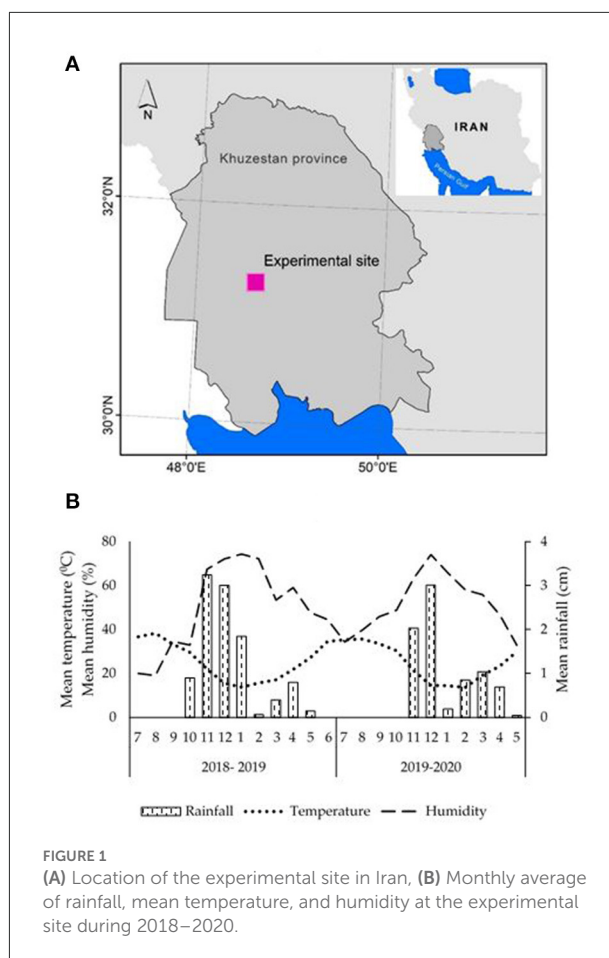 A
N
IRAN
Persian Gulf
Khuzestan province
32°0'N
Experimental site
30°0'N
48°0'E
50°0'E
B
Mean temperature (⁰C)
Mean humidity (%)
80
60
40
20
0
4
3
2
1
0
Mean rainfall (cm)
7 8 9 10 11 12 1 2 3 4 5 6 7 8 9 10 11 12 1 2 3 4 5
2018- 2019
2019-2020
Rainfall
Temperature
Humidity
FIGURE 1
(A) Location of the experimental site in Iran, (B) Monthly average
of rainfall, mean temperature, and humidity at the experimental
site during 2018–2020.